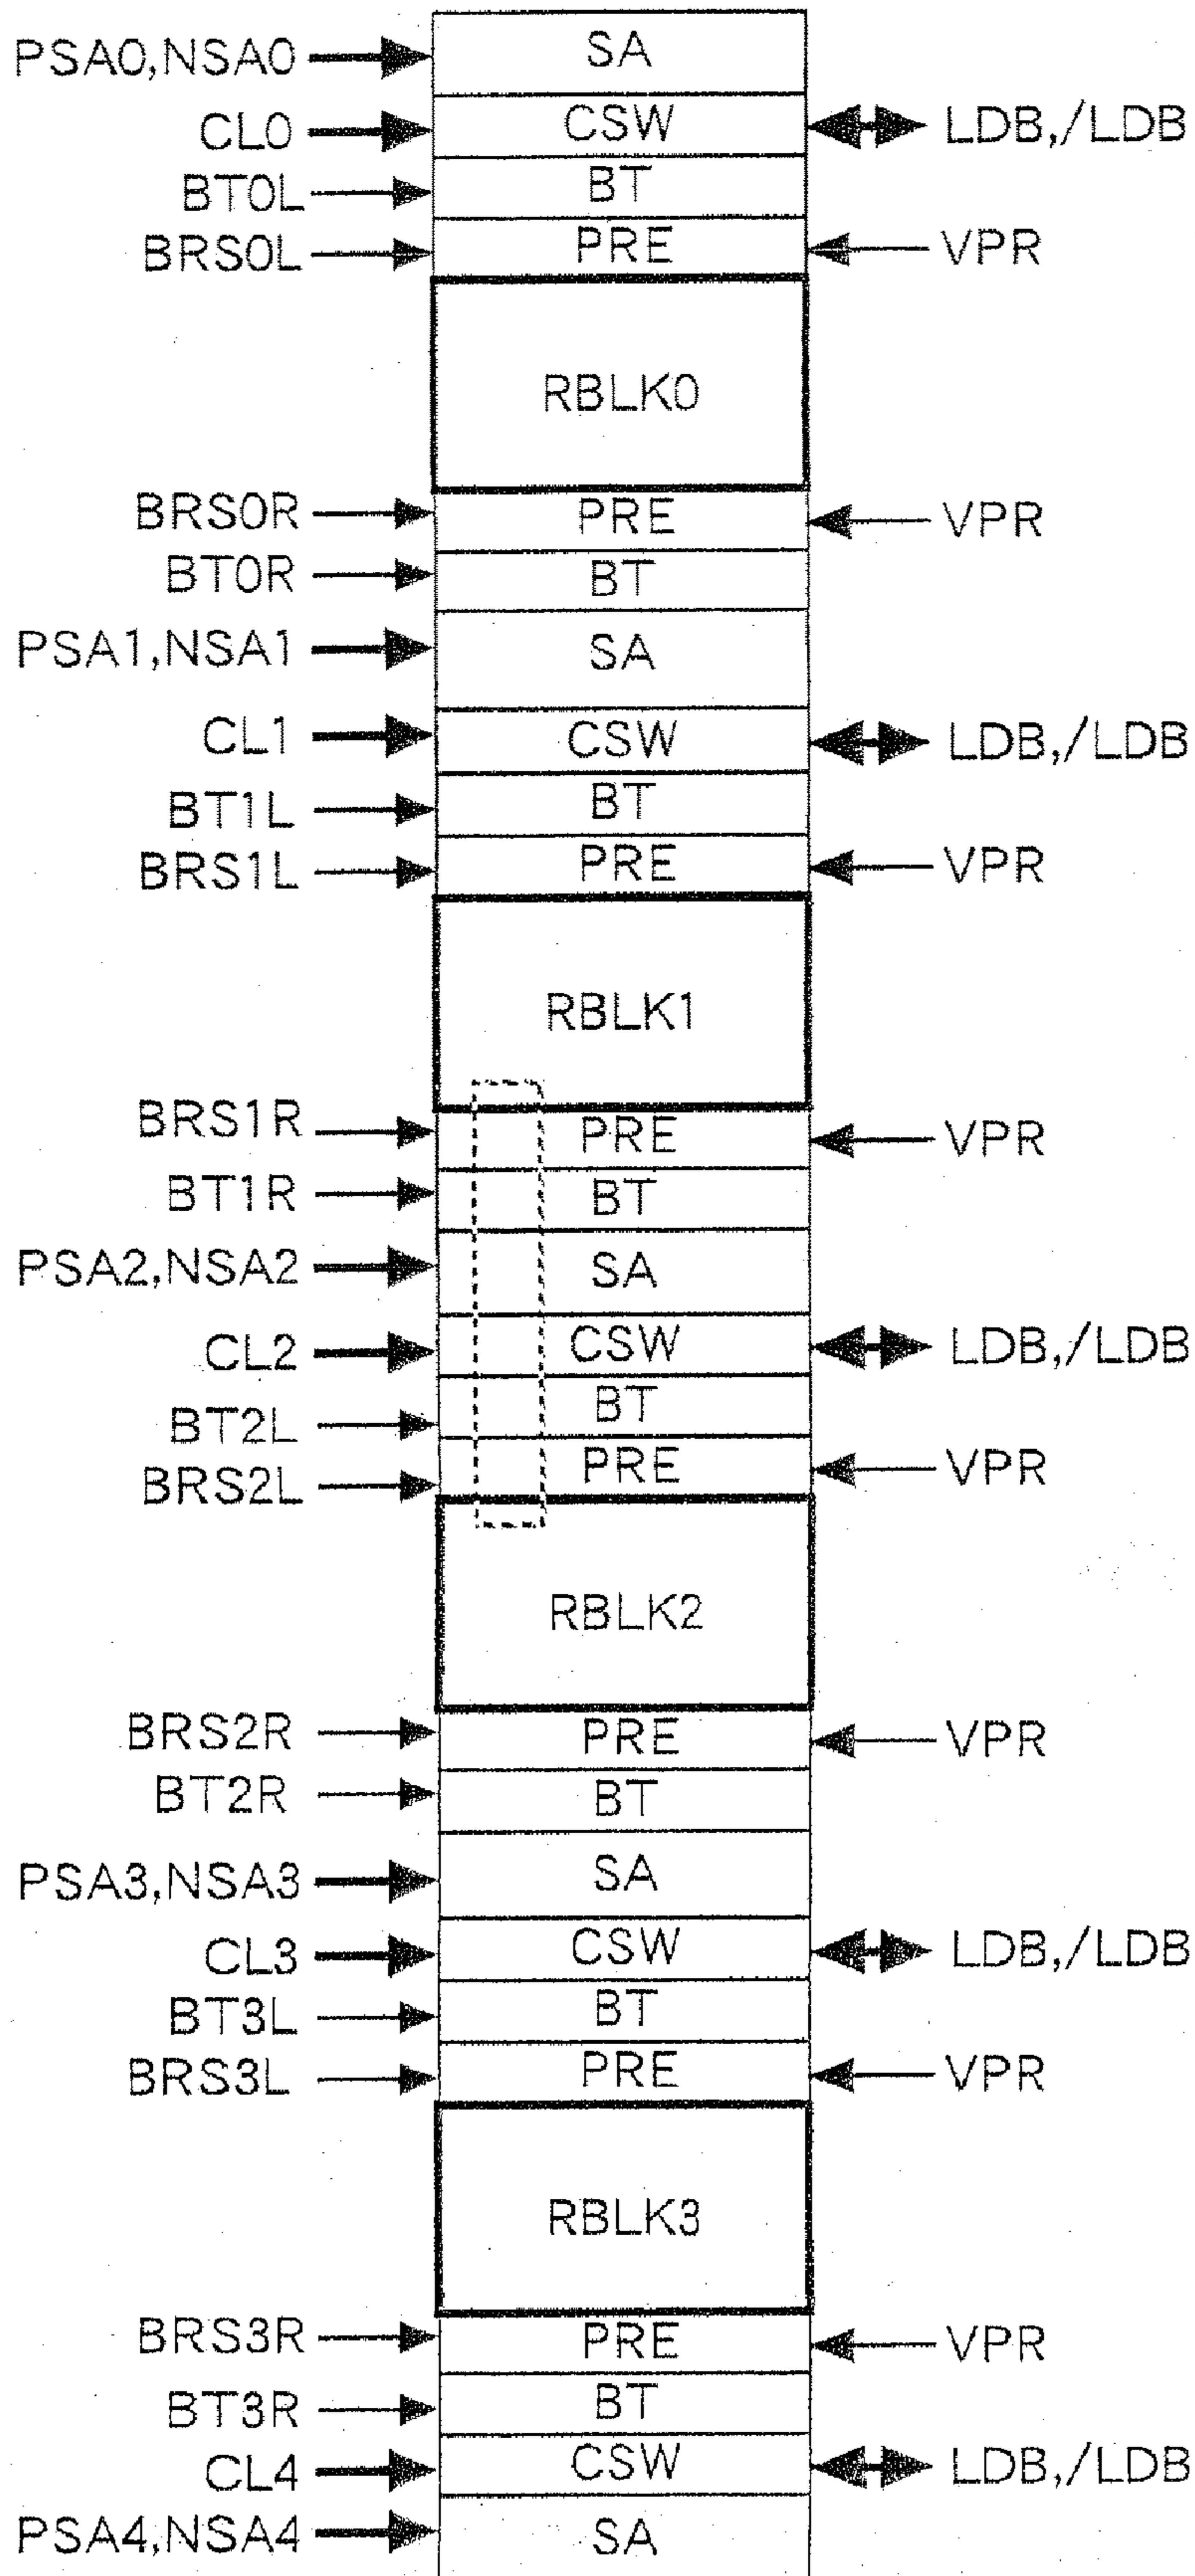 PSA0,NSA0 SA
CL0 CSW LDB,/LDB
BT0L BT
BRS0L PRE VPR
RBLK0
BRS0R PRE VPR
BT0R BT
PSA1,NSA1 SA
CL1 CSW LDB,/LDB
BT1L BT
BRS1L PRE VPR
RBLK1
BRS1R PRE VPR
BT1R BT
PSA2,NSA2 SA
CL2 CSW LDB,/LDB
BT2L BT
BRS2L PRE VPR
RBLK2
BRS2R PRE VPR
BT2R BT
PSA3,NSA3 SA
CL3 CSW LDB,/LDB
BT3L BT
BRS3L PRE VPR
RBLK3
BRS3R PRE VPR
BT3R BT
CL4 CSW LDB,/LDB
PSA4,NSA4 SA